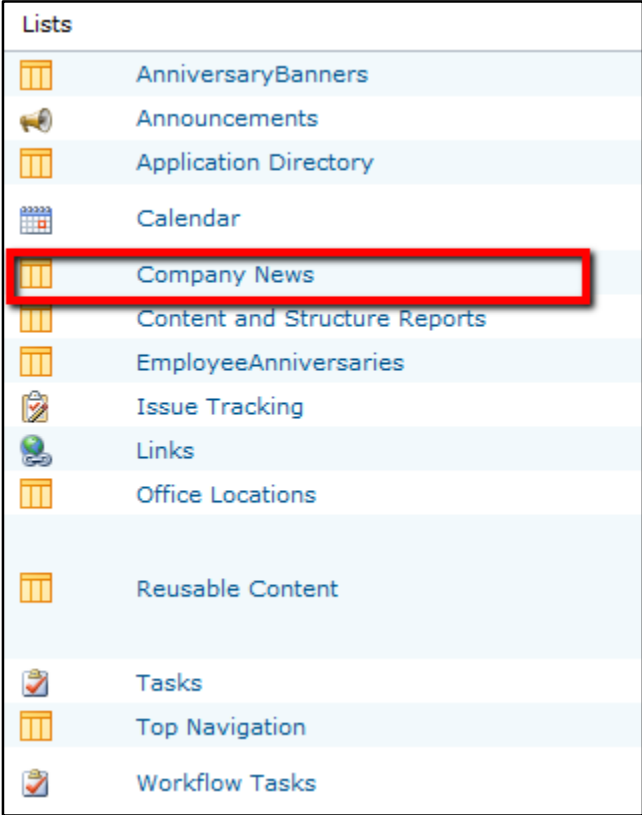 Lists
AnniversaryBanners
Announcements
Application Directory
Calendar
Company News
Content and Structure Reports
EmployeeAnniversaries
Issue Tracking
Links
Office Locations
Reusable Content
Tasks
Top Navigation
Workflow Tasks